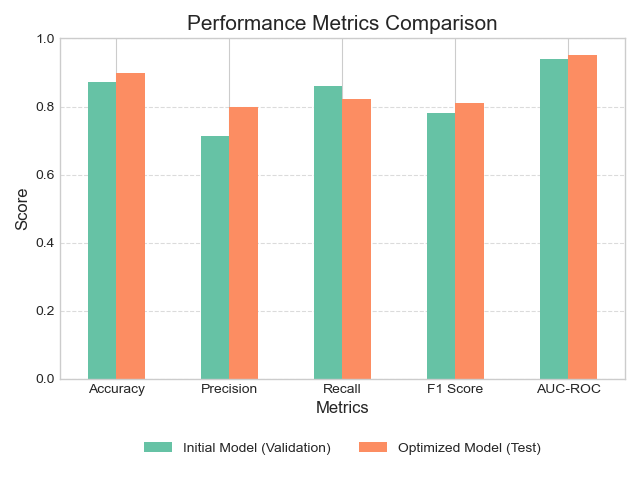 Performance Metrics Comparison
1.0
0.8
0.6
0.4
0.2
0.0
Score
Accuracy Precision Recall F1 Score AUC-ROC
Metrics
Initial Model (Validation) Optimized Model (Test)